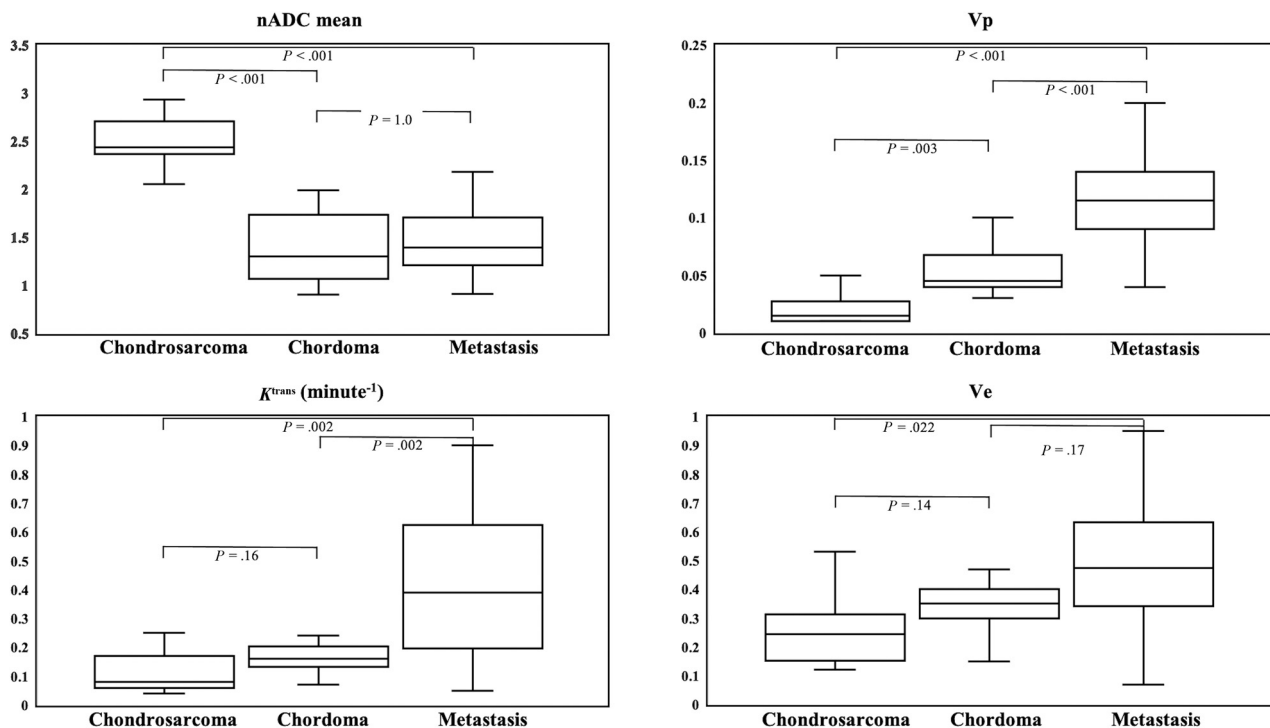 nADC mean
3.5
3
2.5
2
1.5
1
0.5
P < .001
P < .001
P = 1.0
Chondrosarcoma Chordoma Metastasis
Vp
0.25
0.2
0.15
0.1
0.05
0
P < .001
P < .001
P = .003
Chondrosarcoma Chordoma Metastasis
Ktrans (minute-1)
1
0.9
0.8
0.7
0.6
0.5
0.4
0.3
0.2
0.1
0
P = .002
P = .002
P = .16
Chondrosarcoma Chordoma Metastasis
Ve
1
0.9
0.8
0.7
0.6
0.5
0.4
0.3
0.2
0.1
0
P = .022
P = .17
P = .14
Chondrosarcoma Chordoma Metastasis